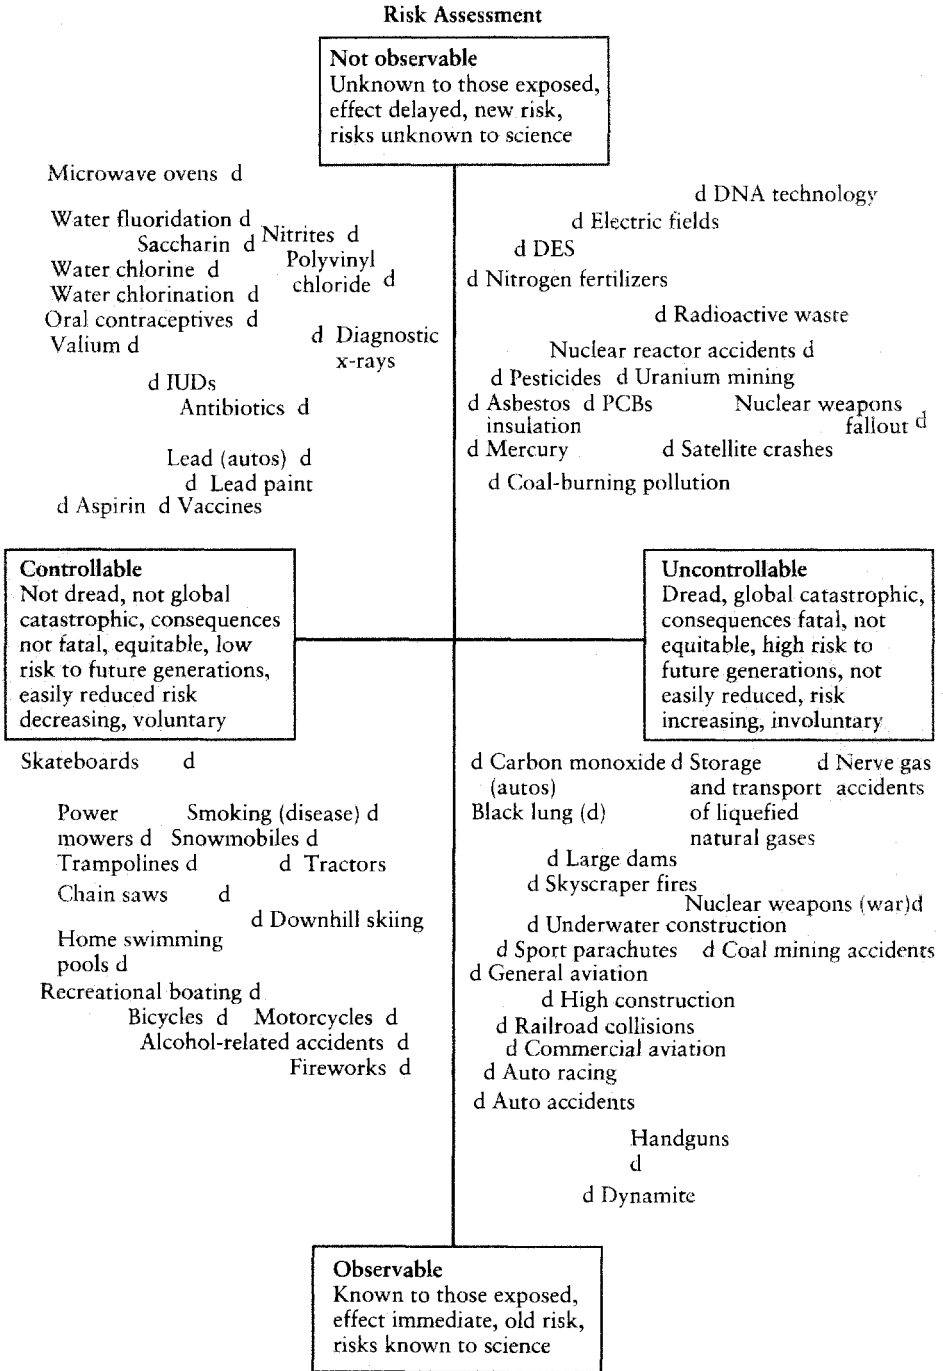 Risk Assessment
Not observable
Unknown to those exposed,
effect delayed, new risk,
risks unknown to science
Microwave ovens d
d DNA technology
Water fluoridation d
d Electric fields
Saccharin d
Nitrites d
d DES
Water chlorine d
Polyvinyl
chloride d
d Nitrogen fertilizers
Water chlorination d
Oral contraceptives d
d Radioactive waste
Valium d
d Diagnostic
x-rays
Nuclear reactor accidents d
d IUDs
d Pesticides d Uranium mining
Antibiotics d
d Asbestos
insulation
d PCBs
Nuclear weapons
fallout d
d Mercury
d Satellite crashes
Lead (autos) d
d Lead paint
d Coal-burning pollution
d Aspirin d Vaccines
Controllable
Not dread, not global
catastrophic, consequences
not fatal, equitable, low
risk to future generations,
easily reduced risk
decreasing, voluntary
Uncontrollable
Dread, global catastrophic,
consequences fatal, not
equitable, high risk to
future generations, not
easily reduced, risk
increasing, involuntary
Skateboards d
d Carbon monoxide
(autos)
d Storage
and transport
of liquefied
natural gases
d Nerve gas
accidents
Power
mowers d
Smoking (disease) d
Black lung (d)
Snowmobiles d
Trampolines d
d Tractors
d Large dams
Chain saws d
d Skyscraper fires
Nuclear weapons (war)d
d Downhill skiing
d Underwater construction
Home swimming
pools d
d Sport parachutes d Coal mining accidents
d General aviation
Recreational boating d
d High construction
Bicycles d Motorcycles d
d Railroad collisions
Alcohol-related accidents d
d Commercial aviation
Fireworks d
d Auto racing
d Auto accidents
Handguns
d
d Dynamite
Observable
Known to those exposed,
effect immediate, old risk,
risks known to science